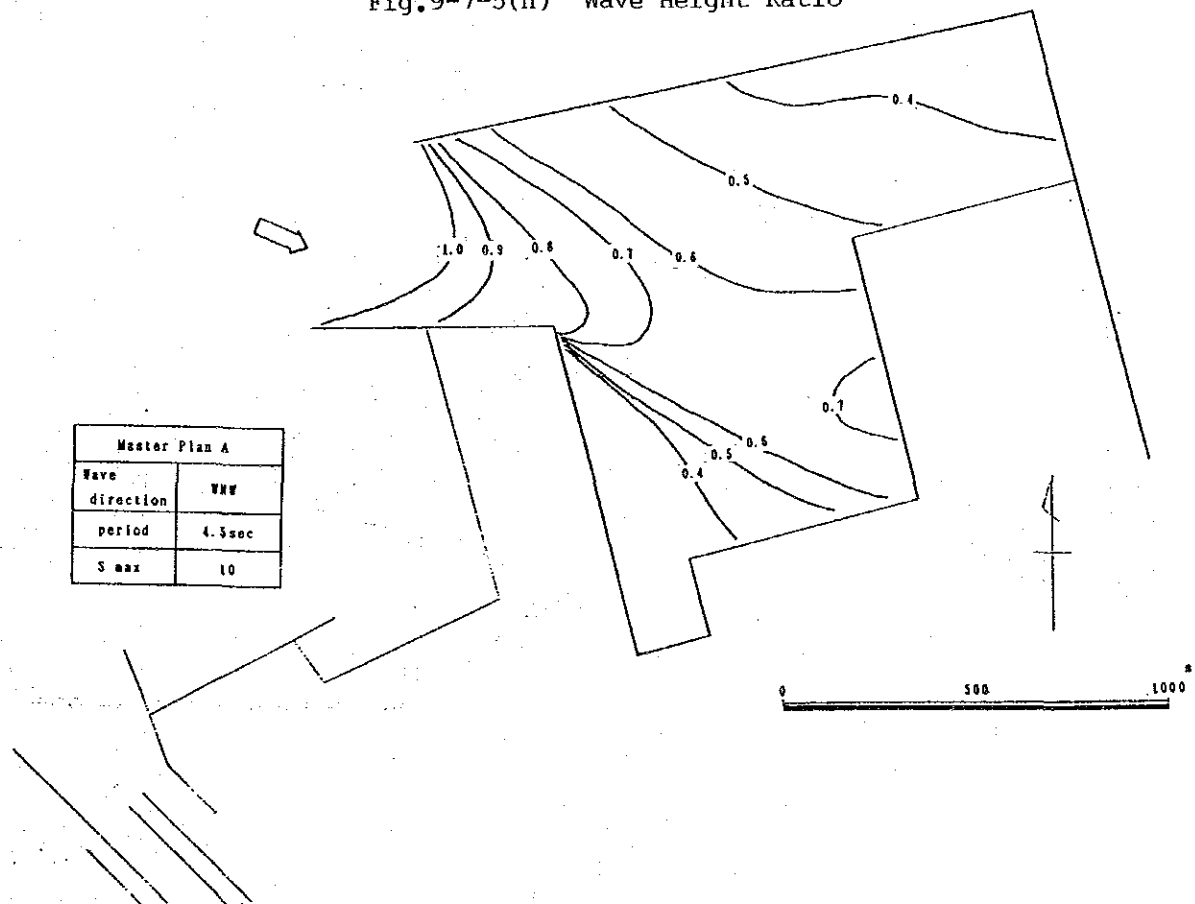 Fig.9-7-5(h) Wave Height Ratio
0.4
0.5
1.0 0.9 0.8 0.7 0.6
0.7
0.6
0.5
0.4
Master Plan A
Wave direction WNW
period 4.5sec
S max 10
0 500 1000 m